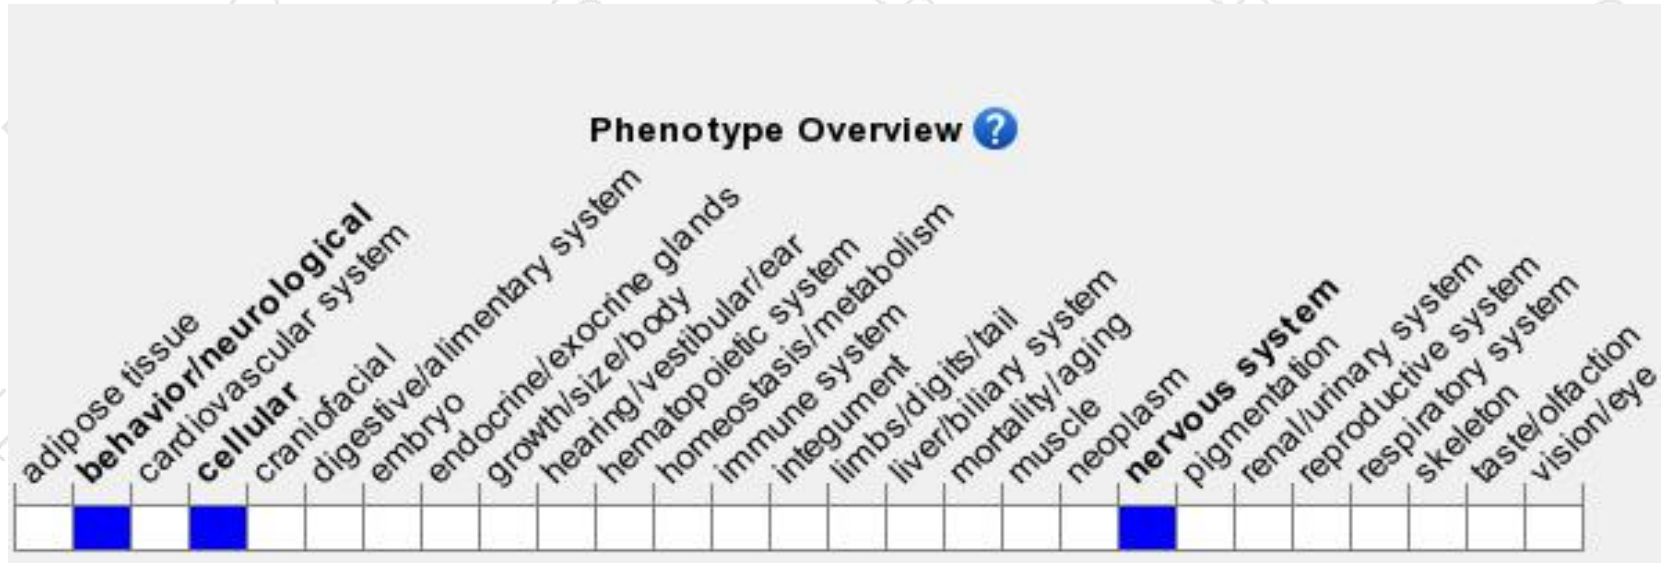 Phenotype Overview ?
adipose tissue
behavior/neurological
cardiovascular system
cellular
craniofacial
digestive/alimentary system
embryo
endocrine/exocrine glands
growth/size/body
hearing/vestibular/ear
hematopoietic system
homeostasis/metabolism
immune system
integument
limbs/digits/tail
liver/biliary system
mortality/aging
muscle
neoplasm
nervous system
pigmentation
renal/urinary system
reproductive system
respiratory system
skeleton
taste/olfaction
vision/eye